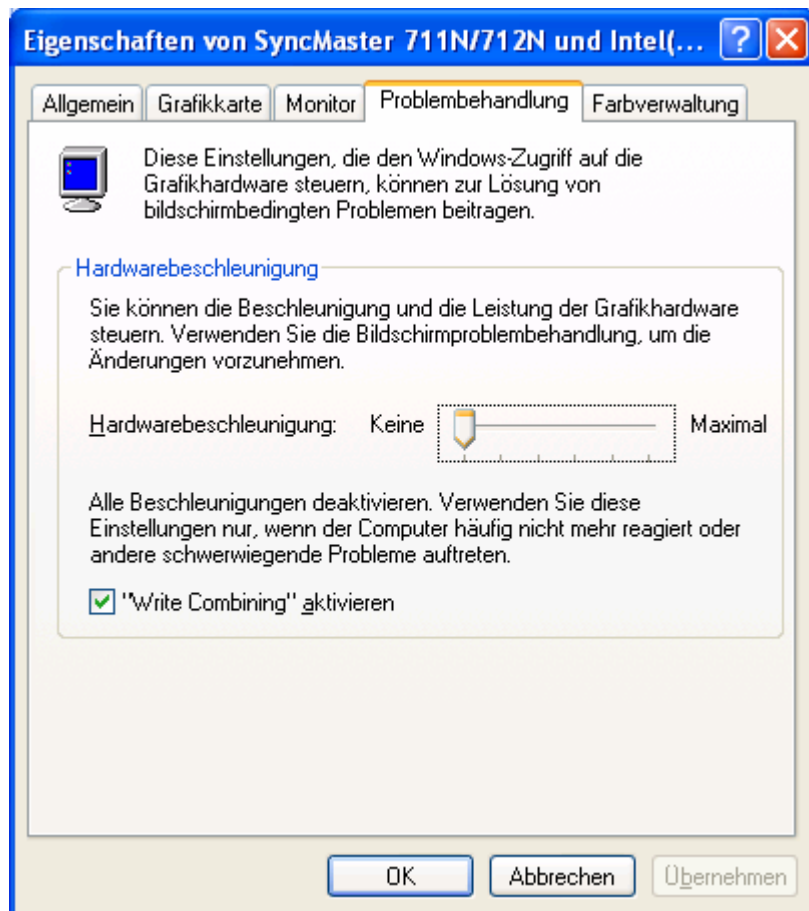 Eigenschaften von SyncMaster 711N/712N und Intel(...
Allgemein Grafikkarte Monitor Problembehandlung Farbverwaltung
Diese Einstellungen, die den Windows-Zugriff auf die
Grafikhardware steuern, können zur Lösung von
bildschirmbedingten Problemen beitragen.
Hardwarebeschleunigung
Sie können die Beschleunigung und die Leistung der Grafikhardware
steuern. Verwenden Sie die Bildschirmproblembehandlung, um die
Änderungen vorzunehmen.
Hardwarebeschleunigung: Keine Maximal
Alle Beschleunigungen deaktivieren. Verwenden Sie diese
Einstellungen nur, wenn der Computer häufig nicht mehr reagiert oder
andere schwerwiegende Probleme auftreten.
"Write Combining" aktivieren
OK Abbrechen Übernehmen